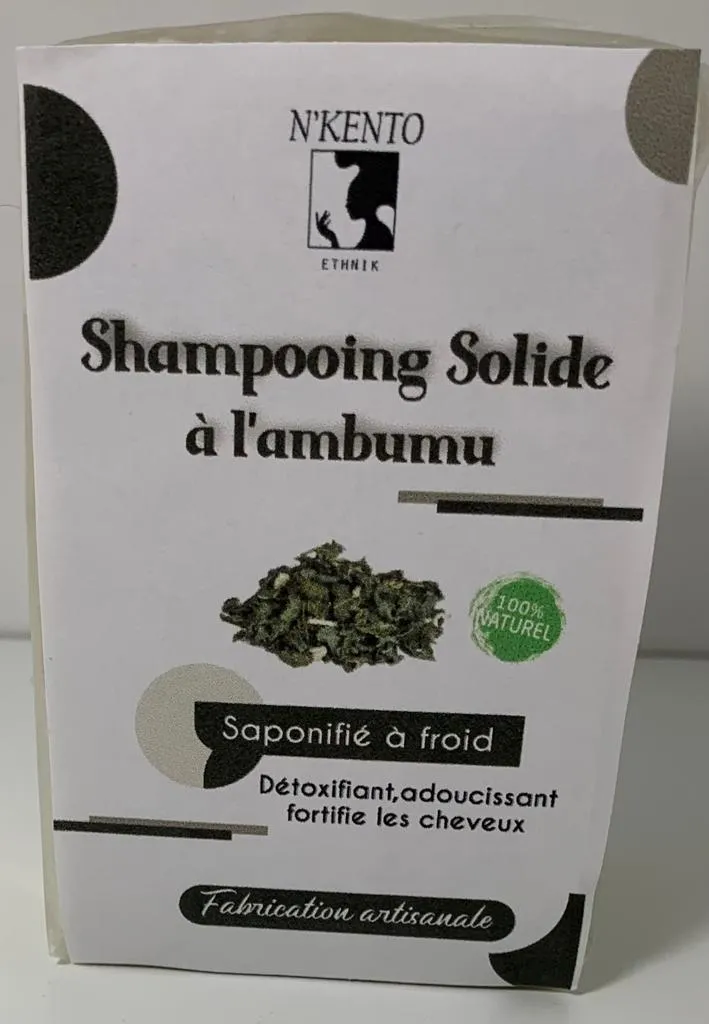 N'KENTO
ETHNIK
Shampooing Solide
à l'ambumu
100%
NATUREL
Saponifié à froid
Détoxifiant,adoucissant
fortifie les cheveux
Fabrication artisanale